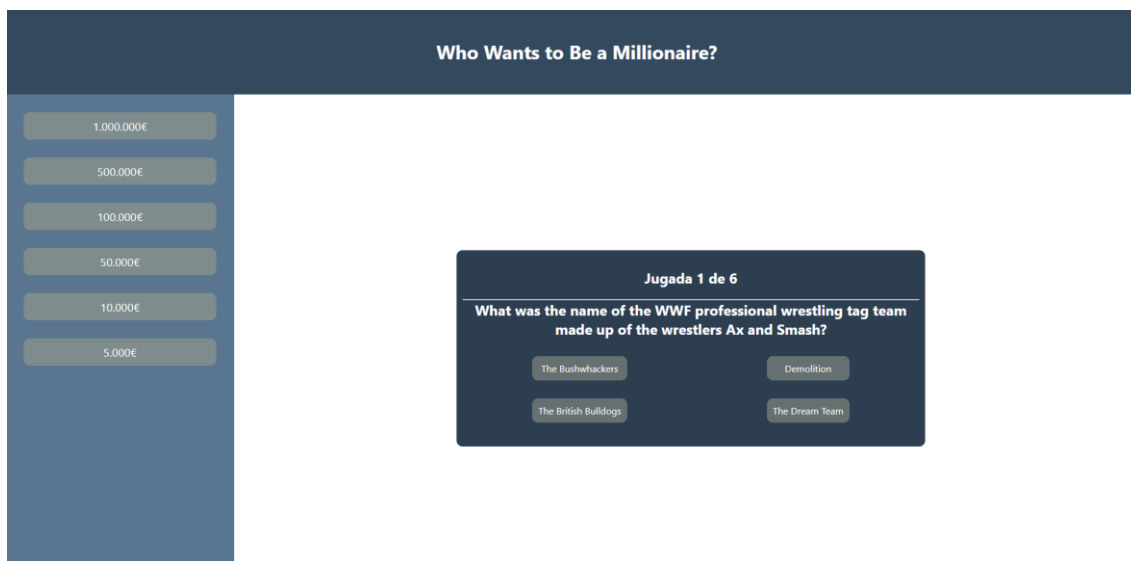 Who Wants to Be a Millionaire?
1.000.000€
500.000€
100.000€
50.000€
10.000€
5.000€
Jugada 1 de 6
What was the name of the WWF professional wrestling tag team
made up of the wrestlers Ax and Smash?
The Bushwhackers
Demolition
The British Bulldogs
The Dream Team